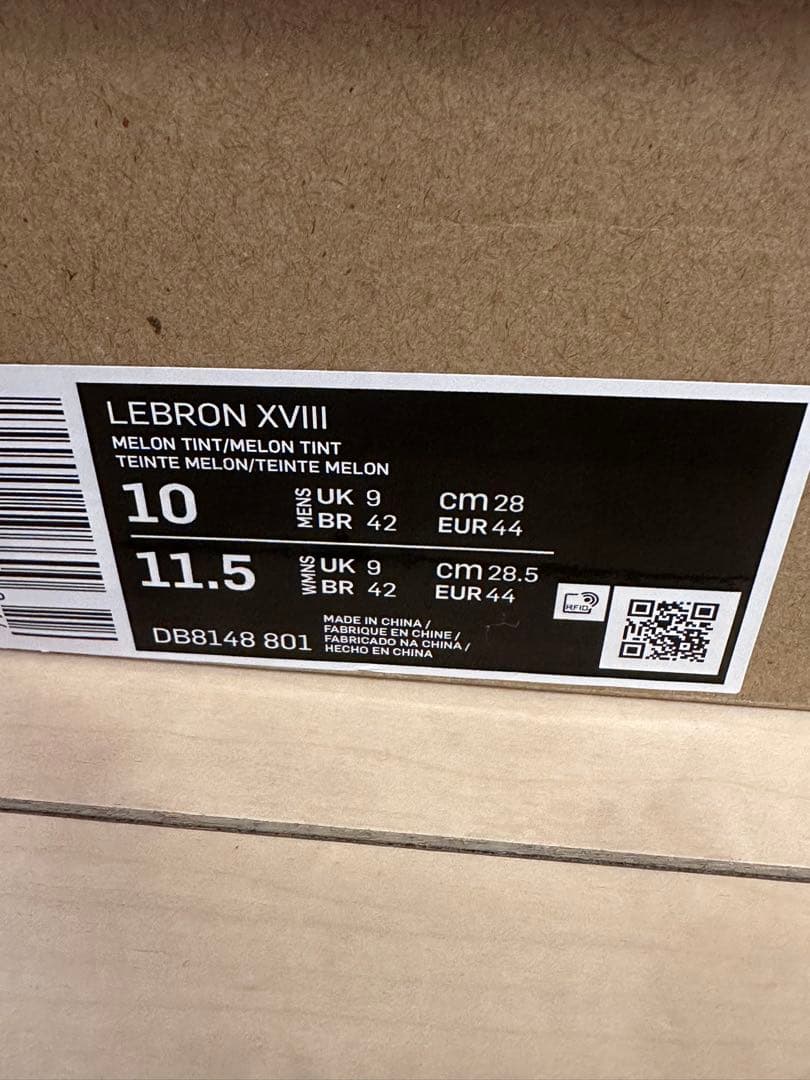 LEBRON XVIII
MELON TINT/MELON TINT
TEINTE MELON/TEINTE MELON
10 MENS UK 9 cm 28
BR 42 EUR 44
11.5 WMNS UK 9 cm 28.5
BR 42 EUR 44
RFID
DB8148 801
MADE IN CHINA /
FABRIQUE EN CHINE /
FABRICADO NA CHINA /
HECHO EN CHINA